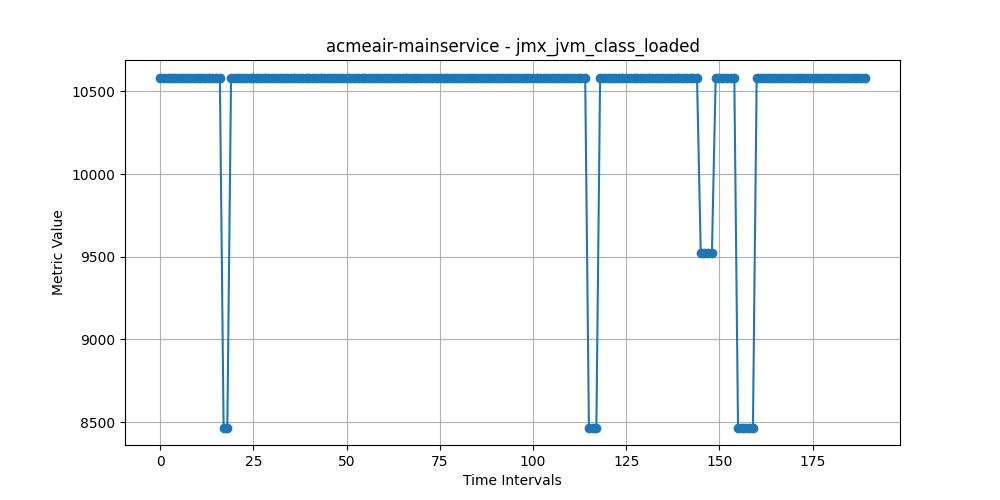 acmeair-mainservice - jmx_jvm_class_loaded
10500
10000
9500
9000
8500
Metric Value
0 25 50 75 100 125 150 175
Time Intervals